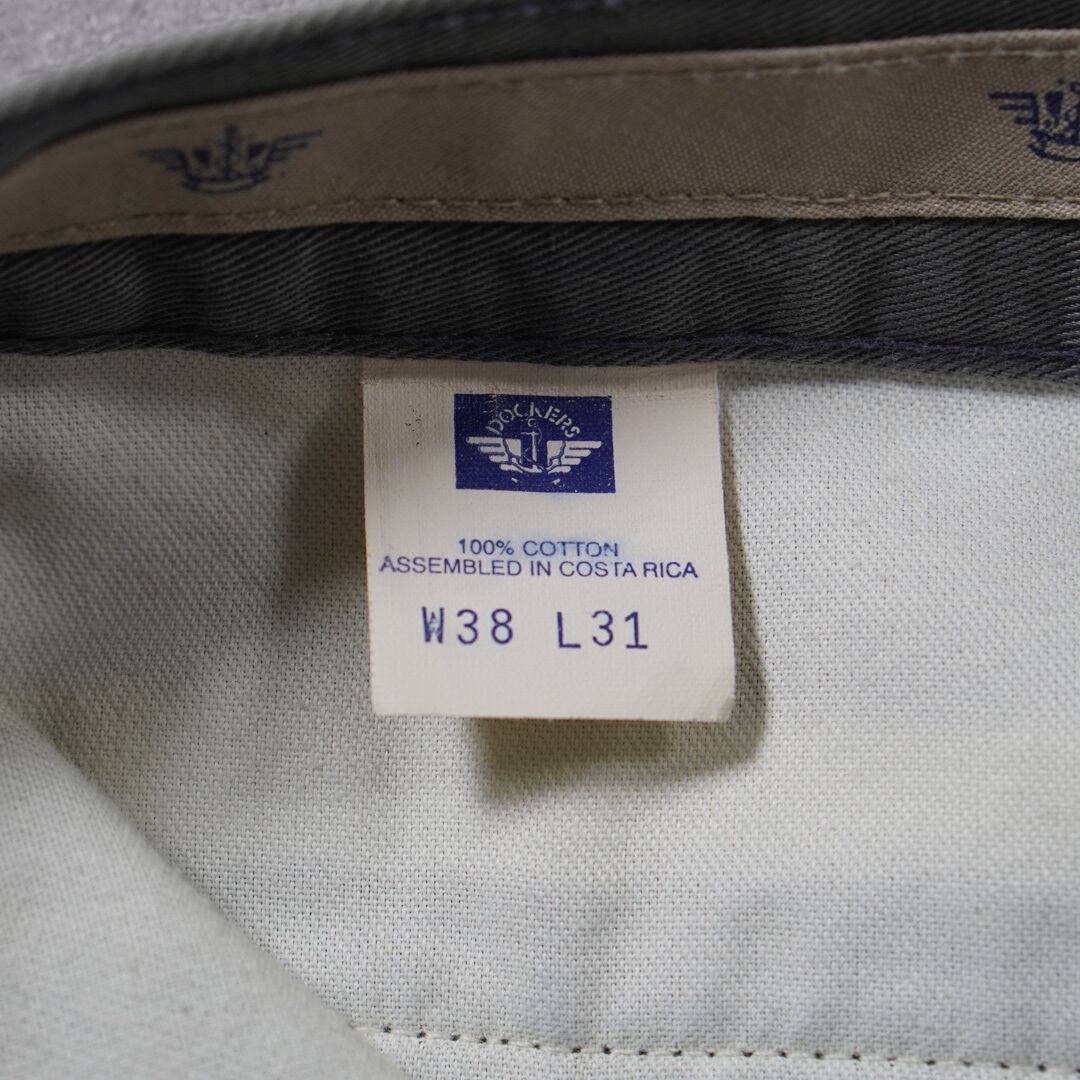 DOCKERS
100% COTTON
ASSEMBLED IN COSTA RICA
W38 L31